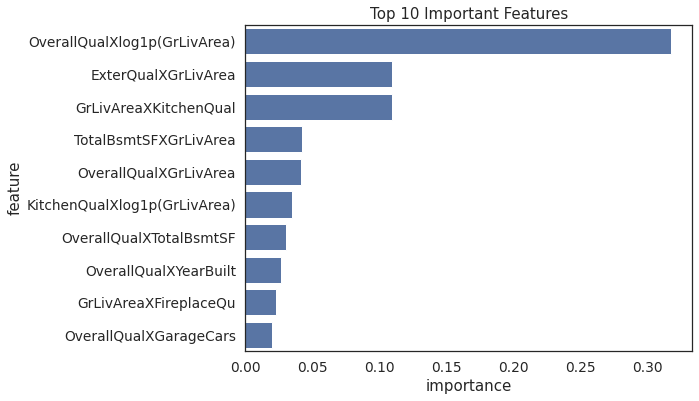 Top 10 Important Features
OverallQualXlog1p(GrLivArea)
ExterQualXGrLivArea
GrLivAreaXKitchenQual
TotalBsmtSFXGrLivArea
OverallQualXGrLivArea
KitchenQualXlog1p(GrLivArea)
OverallQualXTotalBsmtSF
OverallQualXYearBuilt
GrLivAreaXFireplaceQu
OverallQualXGarageCars
feature
0.00 0.05 0.10 0.15 0.20 0.25 0.30
importance